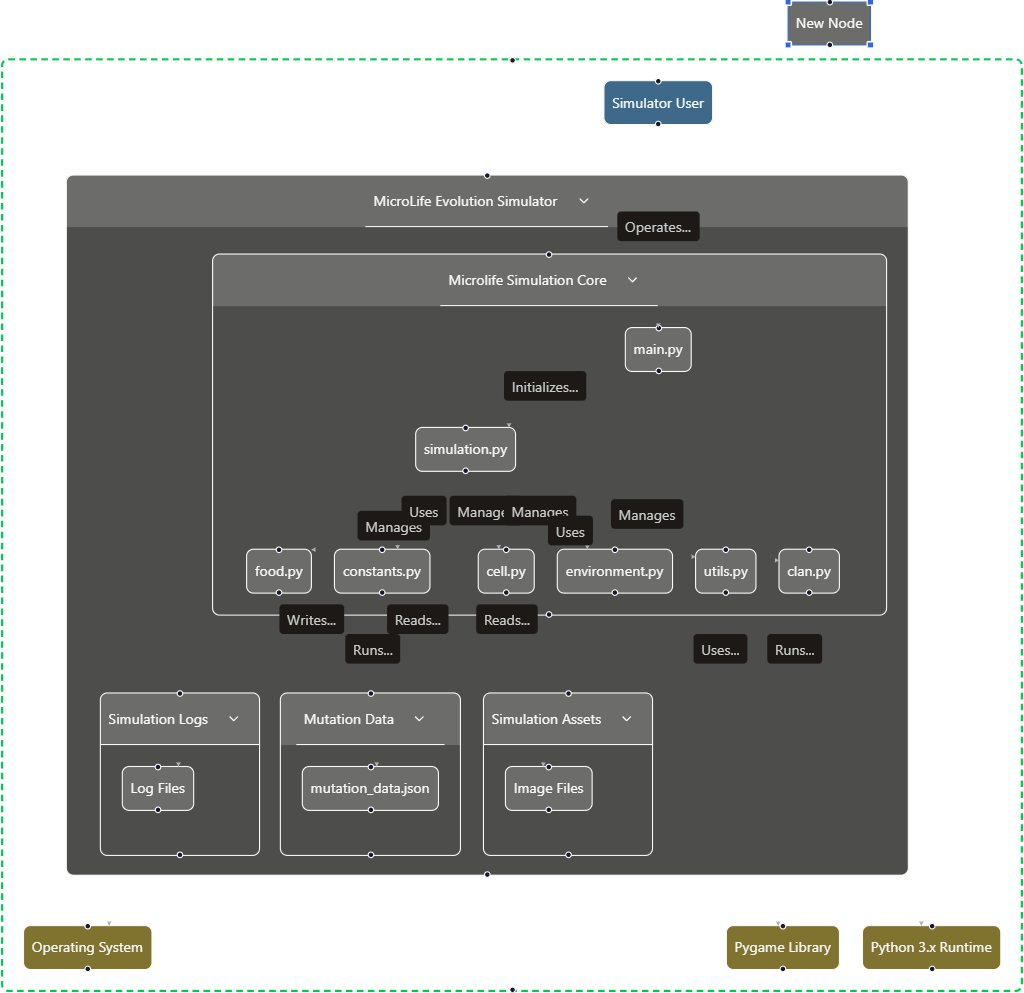 New Node
Simulator User
MicroLife Evolution Simulator
Operates...
Microlife Simulation Core
main.py
Initializes...
simulation.py
Uses
Manage
Manages
Manages
Manages
Uses
food.py
constants.py
cell.py
environment.py
utils.py
clan.py
Writes...
Reads...
Reads...
Runs...
Uses...
Runs...
Simulation Logs
Mutation Data
Simulation Assets
Log Files
mutation_data.json
Image Files
Operating System
Pygame Library
Python 3.x Runtime